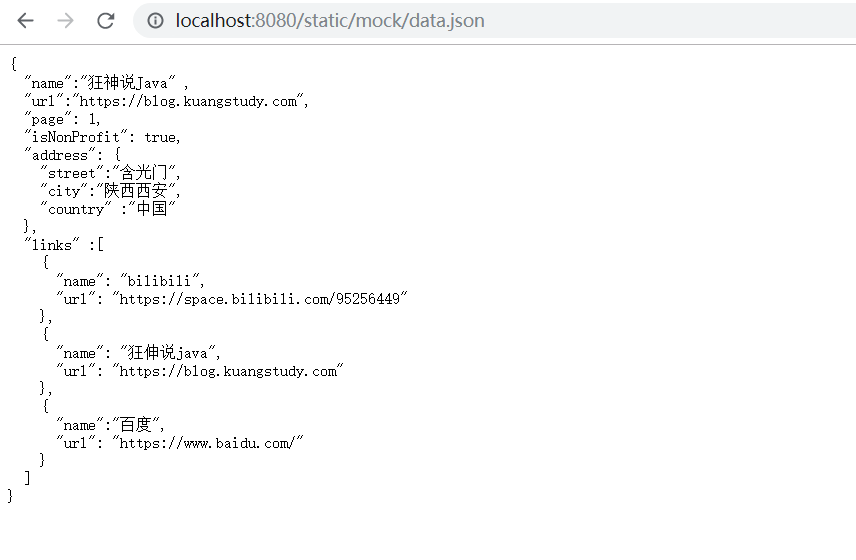 localhost:8080/static/mock/data.json
{
  "name":"狂神说Java" ,
  "url":"https://blog.kuangstudy.com",
  "page": 1,
  "isNonProfit": true,
  "address": {
    "street":"含光门",
    "city":"陕西西安",
    "country" :"中国"
  },
  "links" :[
    {
      "name": "bilibili",
      "url": "https://space.bilibili.com/95256449"
    },
    {
      "name": "狂伸说java",
      "url": "https://blog.kuangstudy.com"
    },
    {
      "name":"百度",
      "url": "https://www.baidu.com/"
    }
  ]
}